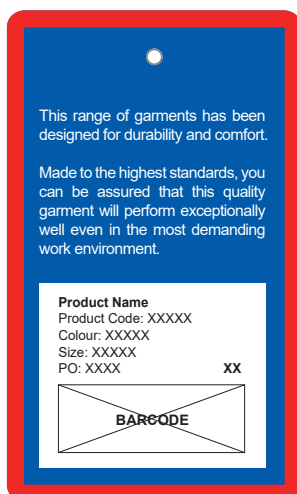 This range of garments has been
designed for durability and comfort.
Made to the highest standards, you
can be assured that this quality
garment will perform exceptionally
well even in the most demanding
work environment.
Product Name
Product Code: XXXXX
Colour: XXXXX
Size: XXXXX
PO: XXXX XX
BARCODE